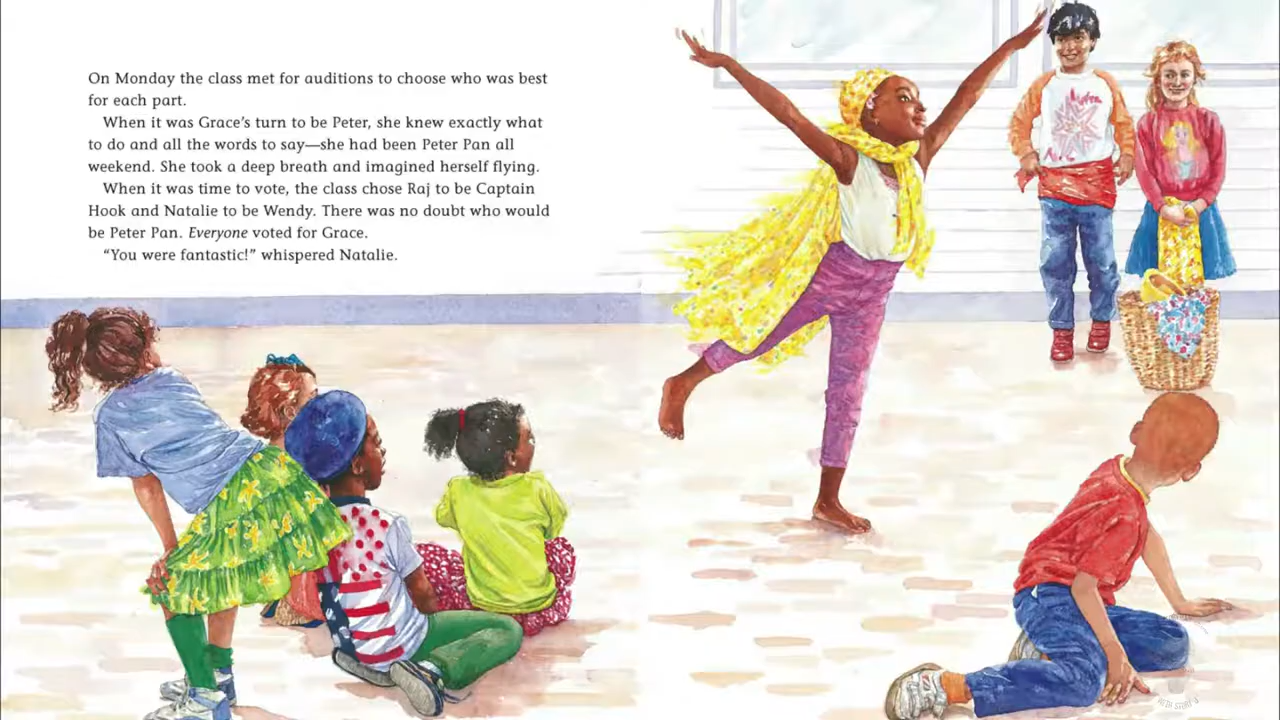 On Monday the class met for auditions to choose who was best
for each part.
When it was Grace's turn to be Peter, she knew exactly what
to do and all the words to say—she had been Peter Pan all
weekend. She took a deep breath and imagined herself flying.
When it was time to vote, the class chose Raj to be Captain
Hook and Natalie to be Wendy. There was no doubt who would
be Peter Pan. Everyone voted for Grace.
"You were fantastic!" whispered Natalie.